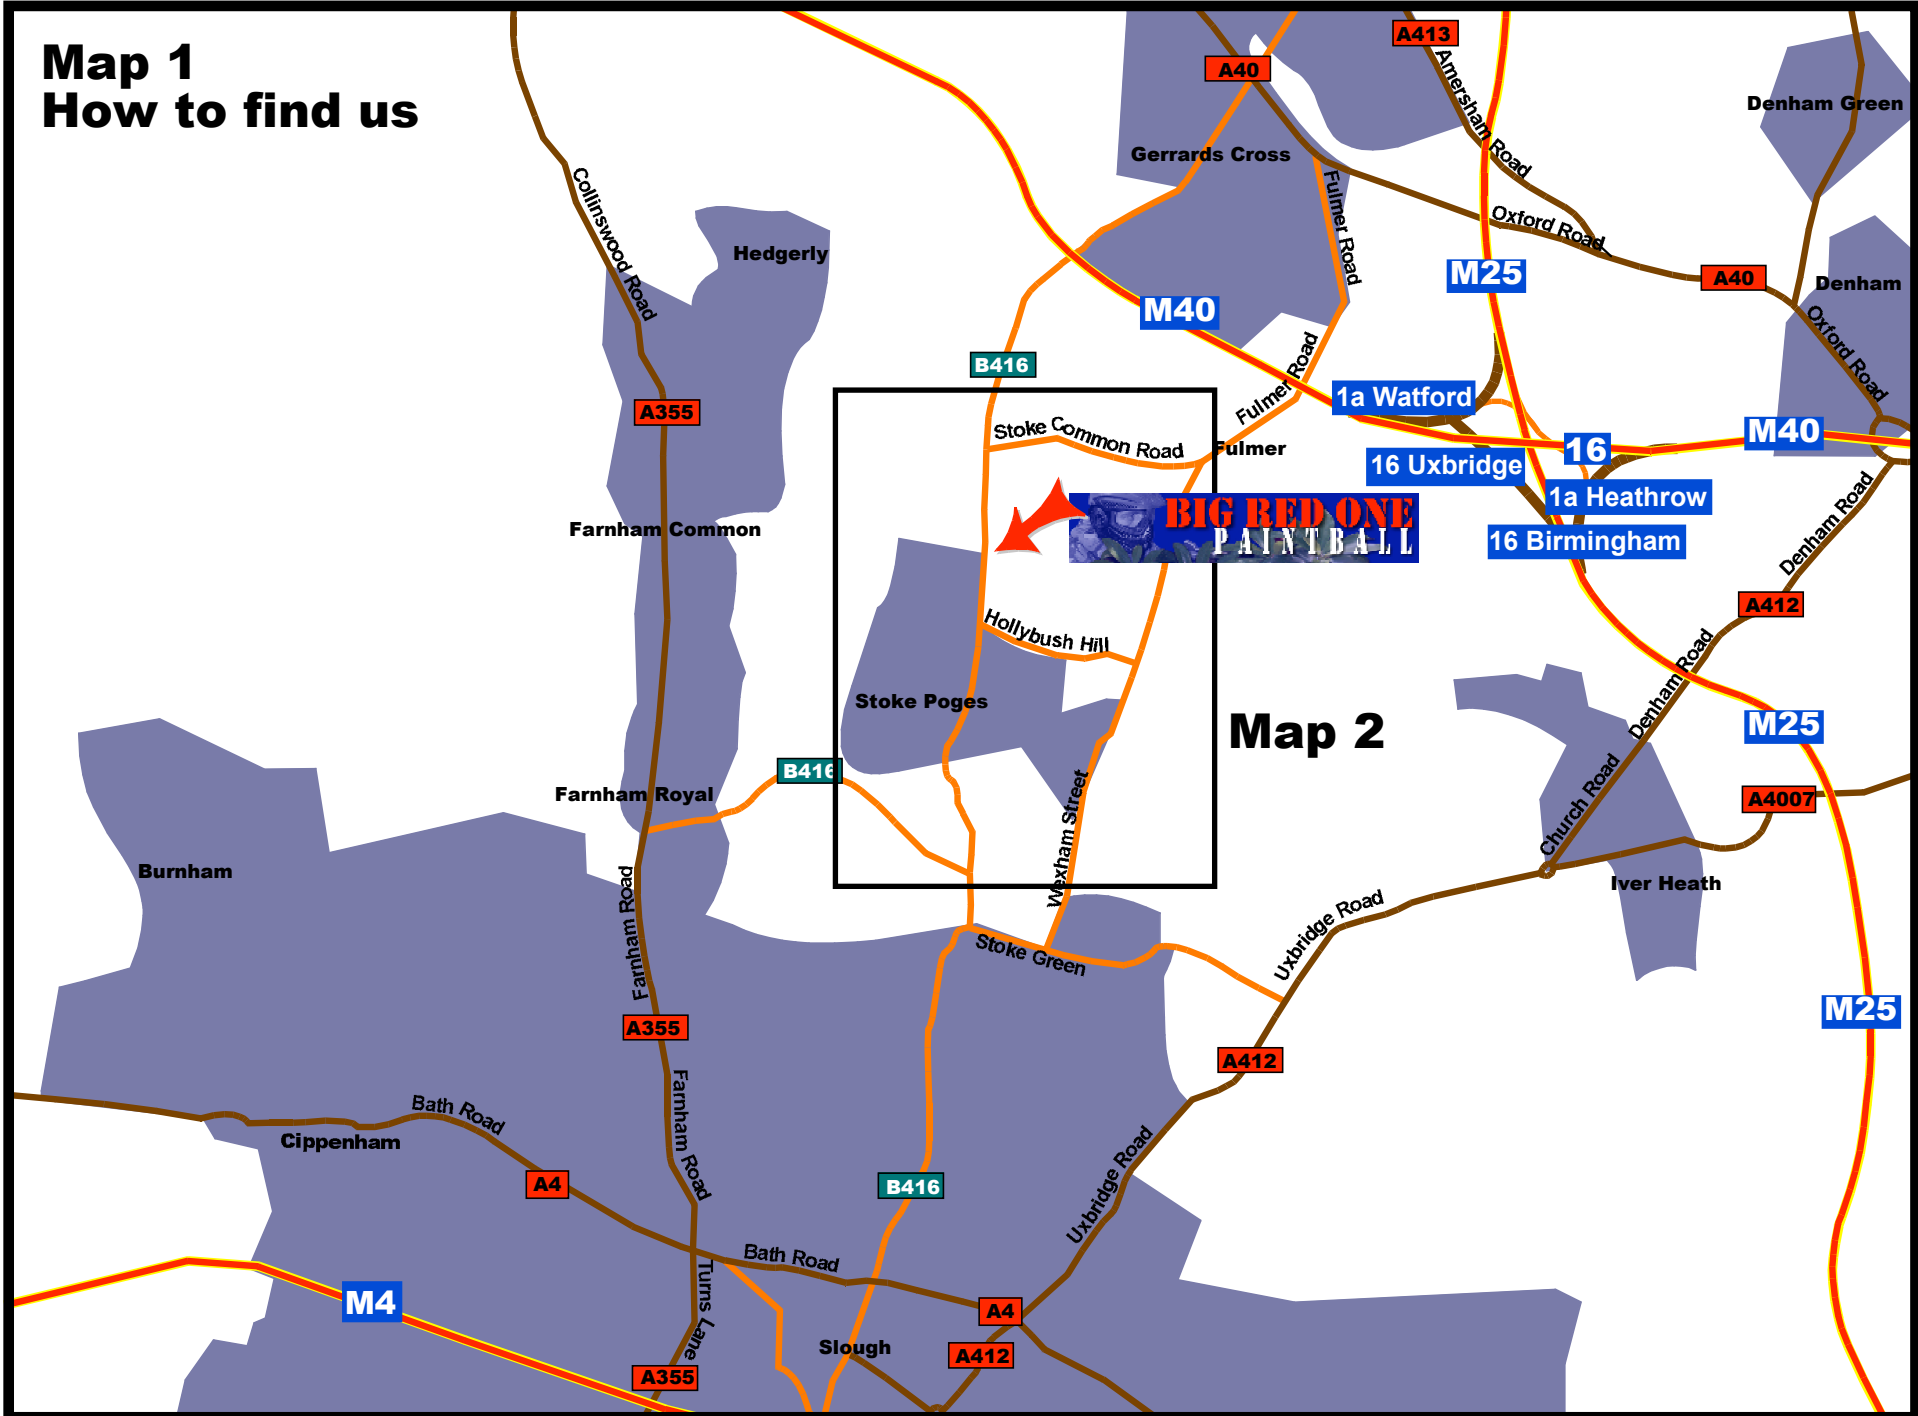 Map 1
How to find us
A413
A40
Amersham Road
Denham Green
Gerrards Cross
Collinswood Road
Fulmer Road
Oxford Road
Hedgerly
M25
A40
Denham
M40
Oxford Road
B416
Fulmer Road
1a Watford
A355
Stoke Common Road
Fulmer
16
M40
16 Uxbridge
1a Heathrow
BIG RED ONE
PAINTBALL
Farnham Common
16 Birmingham
Denham Road
A412
Hollybush Hill
Denham Road
Stoke Poges
Map 2
M25
B416
Farnham Royal
Wexham Street
Church Road
A4007
Burnham
Iver Heath
Farnham Road
Uxbridge Road
Stoke Green
M25
A355
A412
Bath Road
Farnham Road
Cippenham
Uxbridge Road
A4
B416
Bath Road
Turns Lane
M4
A4
Slough
A412
A355